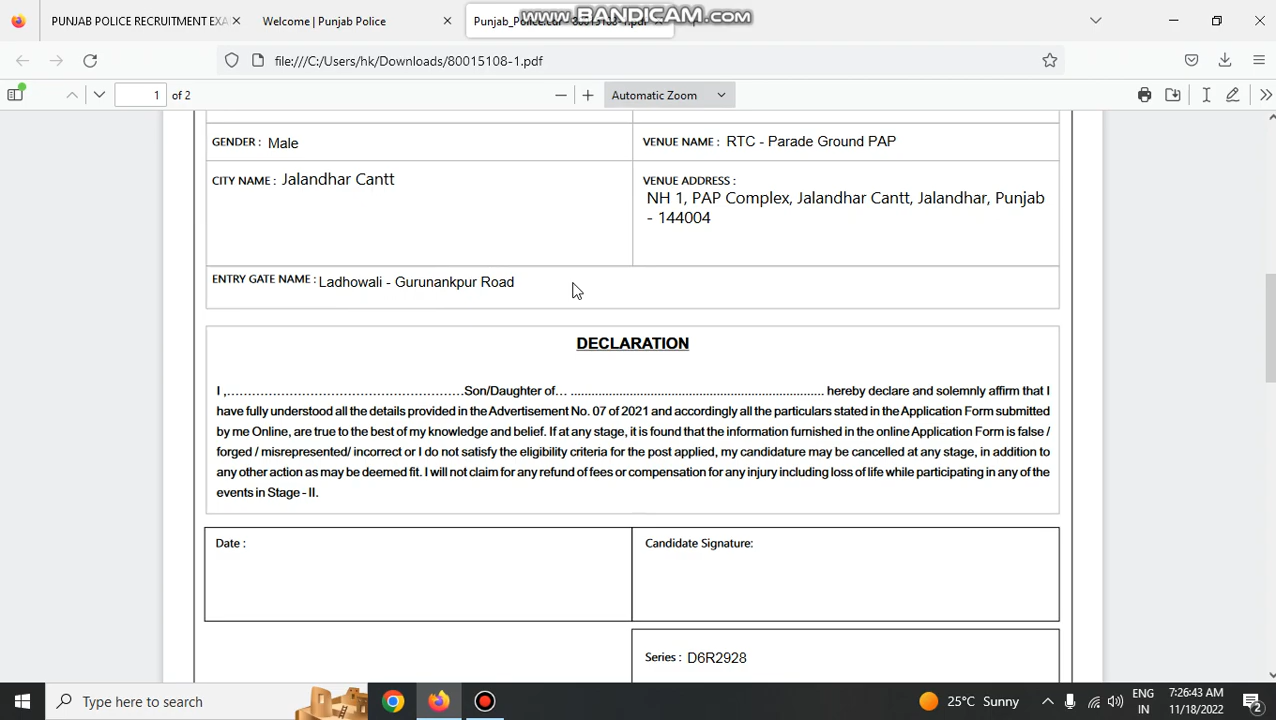 PUNJAB POLICE RECRUITMENT EXA
Welcome | Punjab Police
Punjab_Police.cdr - 80015108-1.pdf
www.BANDICAM.com
file:///C:/Users/hk/Downloads/80015108-1.pdf
1 of 2
Automatic Zoom
GENDER : Male
VENUE NAME : RTC - Parade Ground PAP
CITY NAME : Jalandhar Cantt
VENUE ADDRESS :
NH 1, PAP Complex, Jalandhar Cantt, Jalandhar, Punjab
- 144004
ENTRY GATE NAME : Ladhowali - Gurunankpur Road
DECLARATION
I ,…………………………………………Son/Daughter of… ...................................................................................... hereby declare and solemnly affirm that I
have fully understood all the details provided in the Advertisement No. 07 of 2021 and accordingly all the particulars stated in the Application Form submitted
by me Online, are true to the best of my knowledge and belief. If at any stage, it is found that the information furnished in the online Application Form is false /
forged / misrepresented/ incorrect or I do not satisfy the eligibility criteria for the post applied, my candidature may be cancelled at any stage, in addition to
any other action as may be deemed fit. I will not claim for any refund of fees or compensation for any injury including loss of life while participating in any of the
events in Stage - II.
Date :
Candidate Signature:
Series : D6R2928
Type here to search
25°C Sunny
ENG
IN
7:26:43 AM
11/18/2022
2